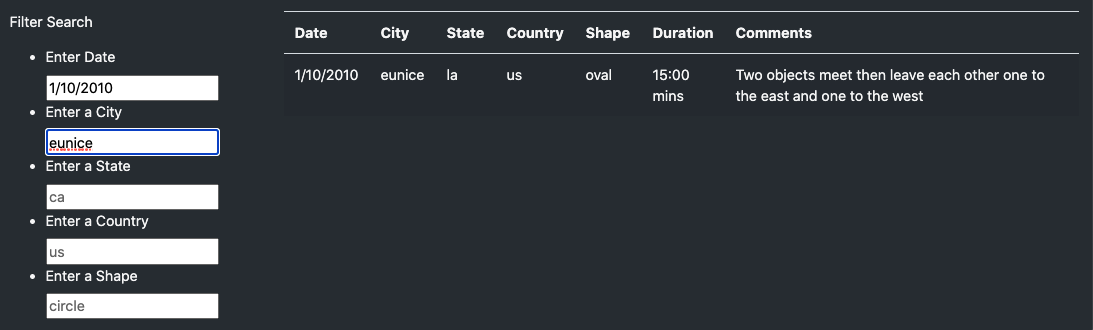 Filter Search
Enter Date
1/10/2010
Enter a City
eunice
Enter a State
ca
Enter a Country
us
Enter a Shape
circle
Date City State Country Shape Duration Comments
1/10/2010 eunice la us oval 15:00 Two objects meet then leave each other one to
mins the east and one to the west